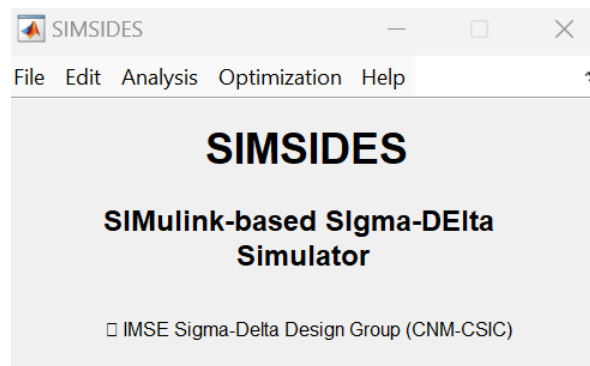 SIMSIDES
File Edit Analysis Optimization Help
SIMSIDES
SIMulink-based SIgma-DElta
Simulator
▯ IMSE Sigma-Delta Design Group (CNM-CSIC)